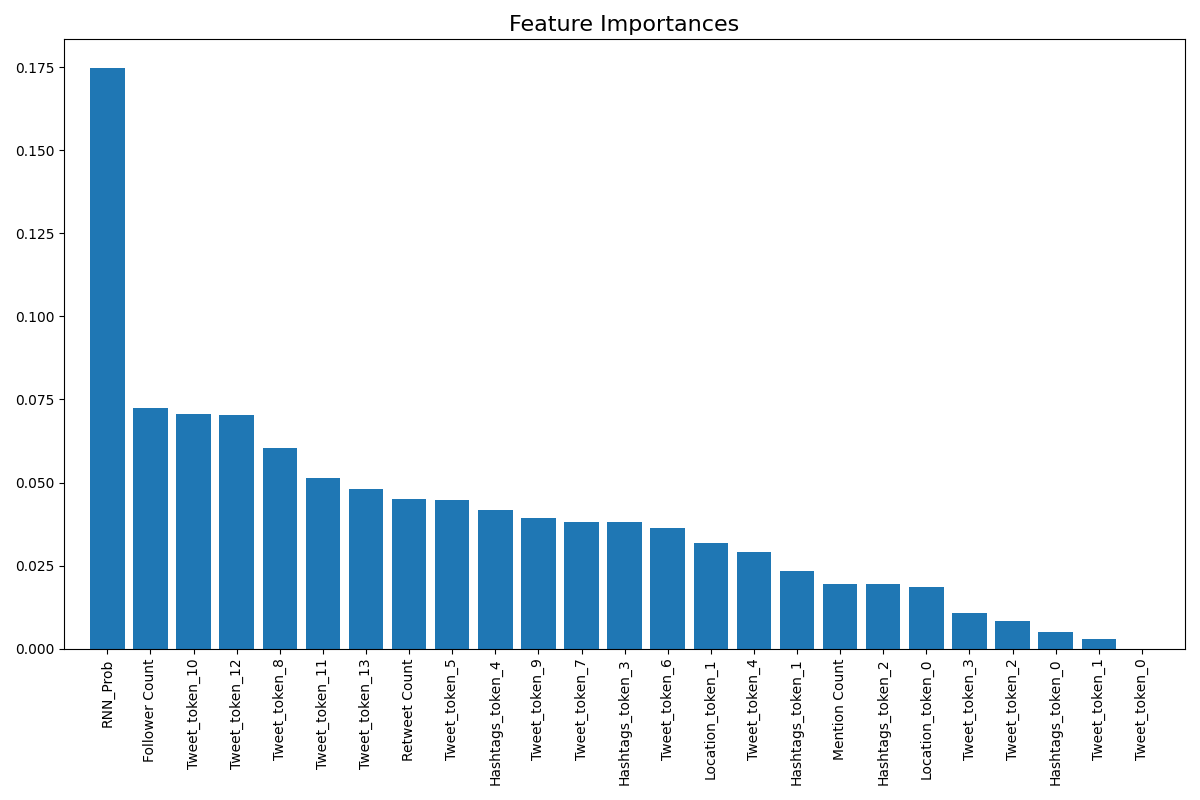 Feature Importances
0.175
0.150
0.125
0.100
0.075
0.050
0.025
0.000
RNN_Prob
Follower Count
Tweet_token_10
Tweet_token_12
Tweet_token_8
Tweet_token_11
Tweet_token_13
Retweet Count
Tweet_token_5
Hashtags_token_4
Tweet_token_9
Tweet_token_7
Hashtags_token_3
Tweet_token_6
Location_token_1
Tweet_token_4
Hashtags_token_1
Mention Count
Hashtags_token_2
Location_token_0
Tweet_token_3
Tweet_token_2
Hashtags_token_0
Tweet_token_1
Tweet_token_0